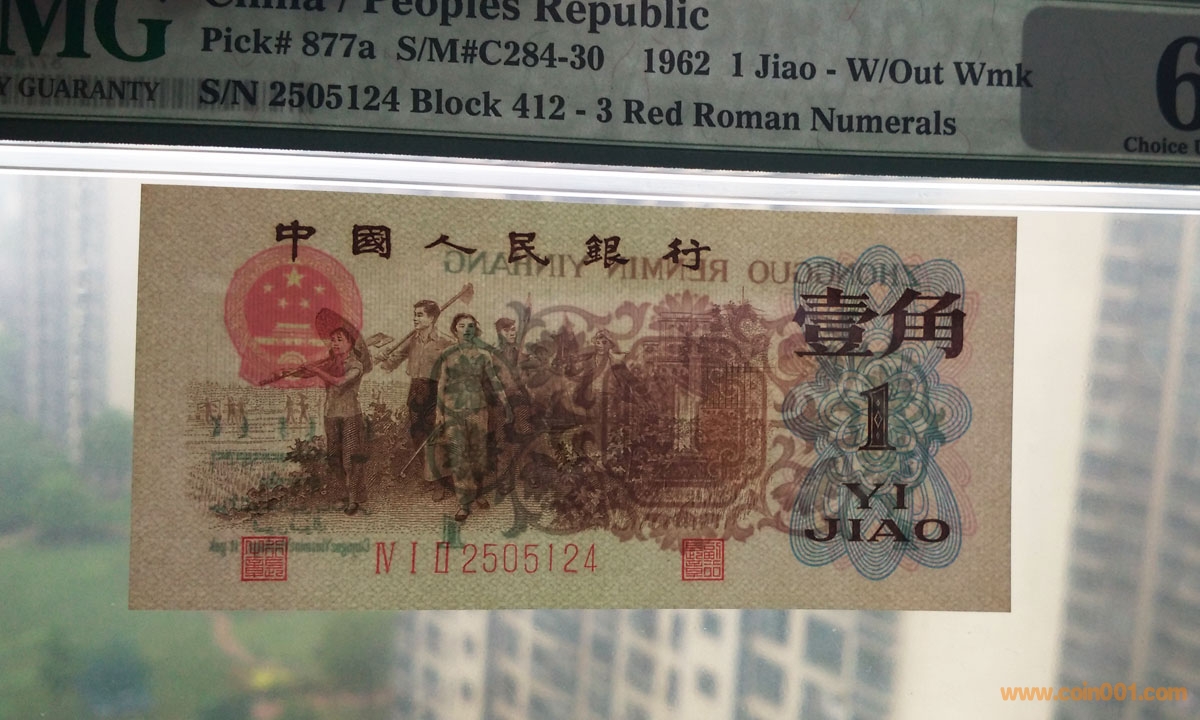 China / Peoples Republic
MG
Pick# 877a S/M#C284-30 1962 1 Jiao - W/Out Wmk
Y GUARANTY
S/N 2505124 Block 412 - 3 Red Roman Numerals
6
Choice U
中國人民銀行
ZHONGGUO RENMIN YINHANG
壹角
1
YI
JIAO
Ⅳ Ⅰ Ⅱ 2505124
www.coin001.com